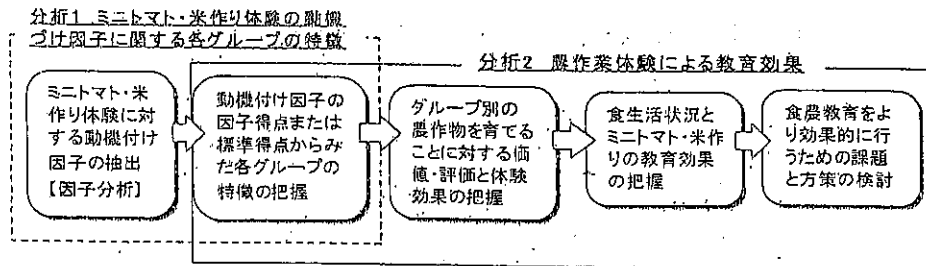 分析1 ミニトマト・米作り体験の動機
づけ因子に関する各グループの特徴
分析2 農作業体験による教育効果
ミニトマト・米
作り体験に対
する動機付け
因子の抽出
【因子分析】
動機付け因子の
因子得点または
標準得点からみ
た各グループの
特徴の把握
グループ別の
農作物を育てる
ことに対する価
値・評価と体験
効果の把握
食生活状況と
ミニトマト・米作
りの教育効果
の把握
食農教育をよ
り効果的に行
うための課題
と方策の検討